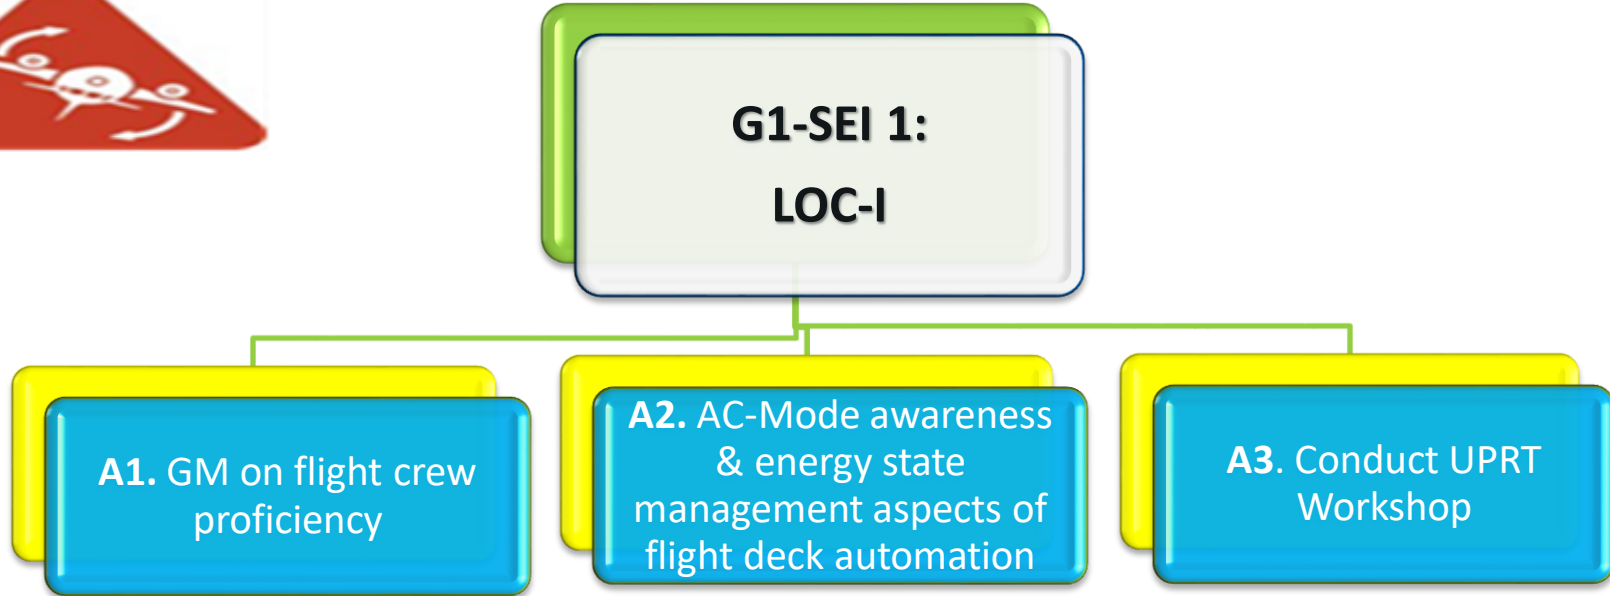 G1-SEI 1:
LOC-I
A1. GM on flight crew
proficiency
A2. AC-Mode awareness
& energy state
management aspects of
flight deck automation
A3. Conduct UPRT
Workshop